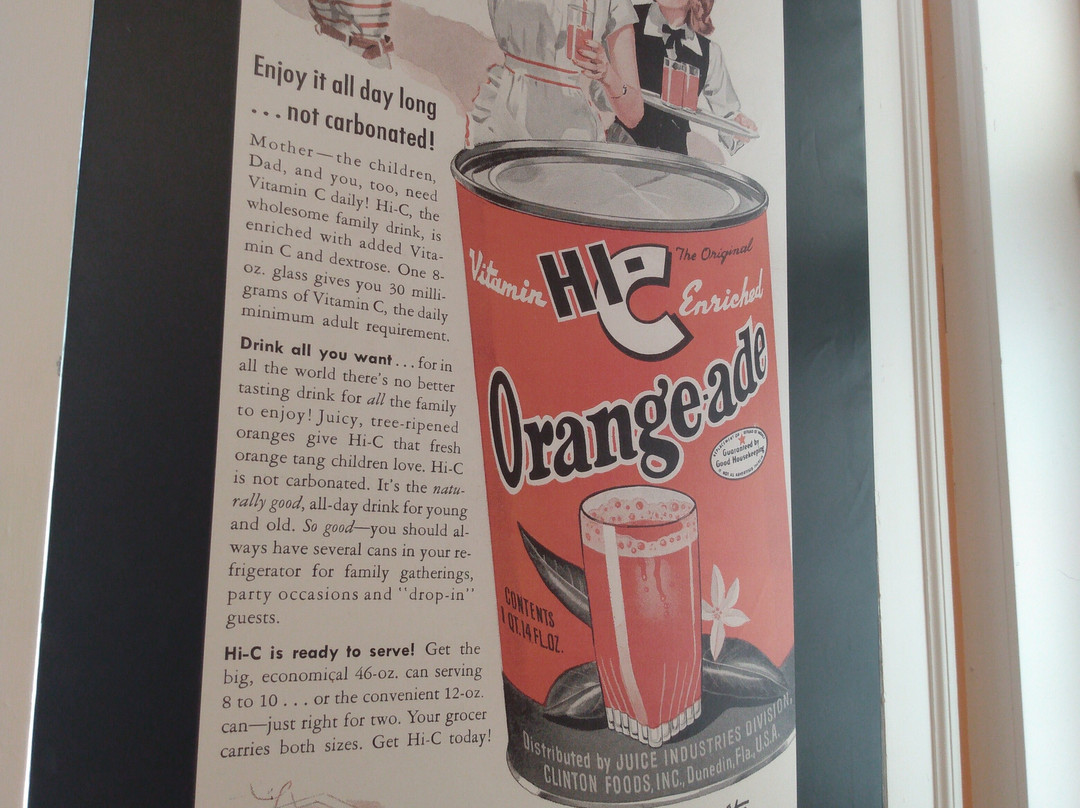 Enjoy it all day long
...not carbonated!
Mother—the children,
Dad, and you, too, need
Vitamin C daily! Hi-C, the
wholesome family drink, is
enriched with added Vita-
min C and dextrose. One 8-
oz. glass gives you 30 milli-
grams of Vitamin C, the daily
minimum adult requirement.
Drink all you want...for in
all the world there's no better
tasting drink for all the family
to enjoy! Juicy, tree-ripened
oranges give Hi-C that fresh
orange tang children love. Hi-C
is not carbonated. It's the natu-
rally good, all-day drink for young
and old. So good—you should al-
ways have several cans in your re-
frigerator for family gatherings,
party occasions and "drop-in"
guests.
Hi-C is ready to serve! Get the
big, economical 46-oz. can serving
8 to 10...or the convenient 12-oz.
can—just right for two. Your grocer
carries both sizes. Get Hi-C today!
The Original
Vitamin HI-C Enriched
Orange-ade
Guaranteed by
Good Housekeeping
CONTENTS
1 QT. 14 FL. OZ.
Distributed by JUICE INDUSTRIES DIVISION,
CLINTON FOODS, INC., Dunedin, Fla., U.S.A.